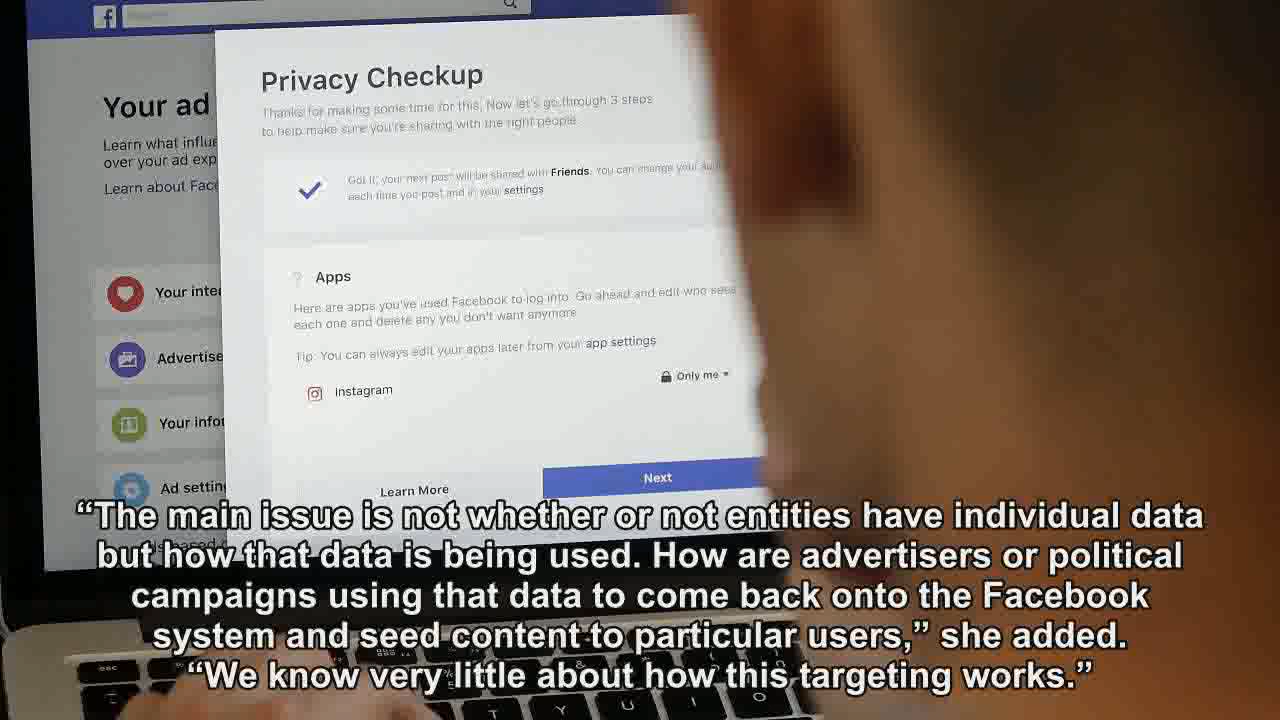 f
Your ad
Learn what influ
over your ad exp
Learn about Fac
Your inte
Advertise
Your info
Ad settin
Privacy Checkup
Thanks for making some time for this. Now let's go through 3 steps
to help make sure you're sharing with the right people.
Got it, your next post will be shared with Friends. You can change your
each time you post and in your settings
? Apps
Here are apps you've used Facebook to log into. Go ahead and edit who sees
each one and delete any you don't want anymore
Tip: You can always edit your apps later from your app settings
Instagram
Only me
Learn More
Next
“The main issue is not whether or not entities have individual data
but how that data is being used. How are advertisers or political
campaigns using that data to come back onto the Facebook
system and seed content to particular users,” she added.
“We know very little about how this targeting works.”
esc
T Y U I O